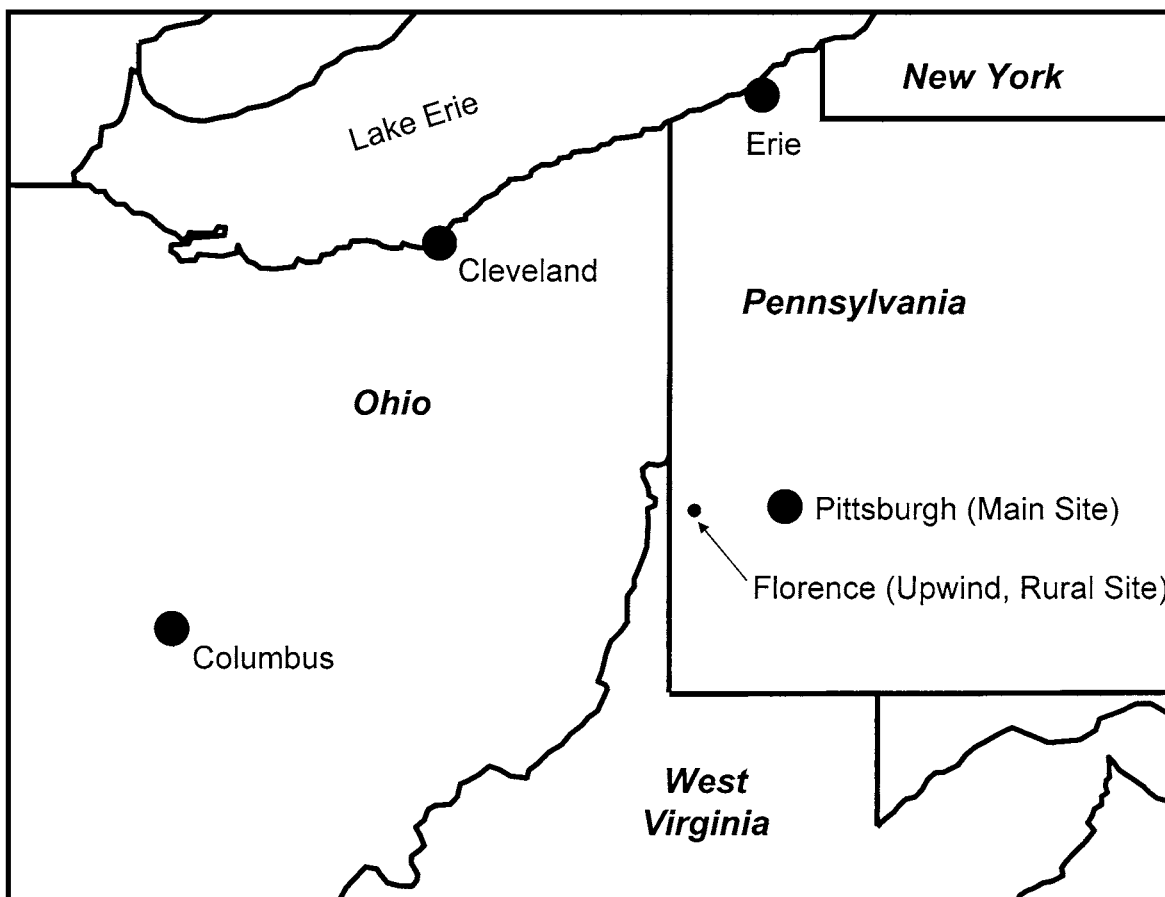 New York
Lake Erie
Erie
Cleveland
Pennsylvania
Ohio
Pittsburgh (Main Site)
Florence (Upwind, Rural Site)
Columbus
West
Virginia